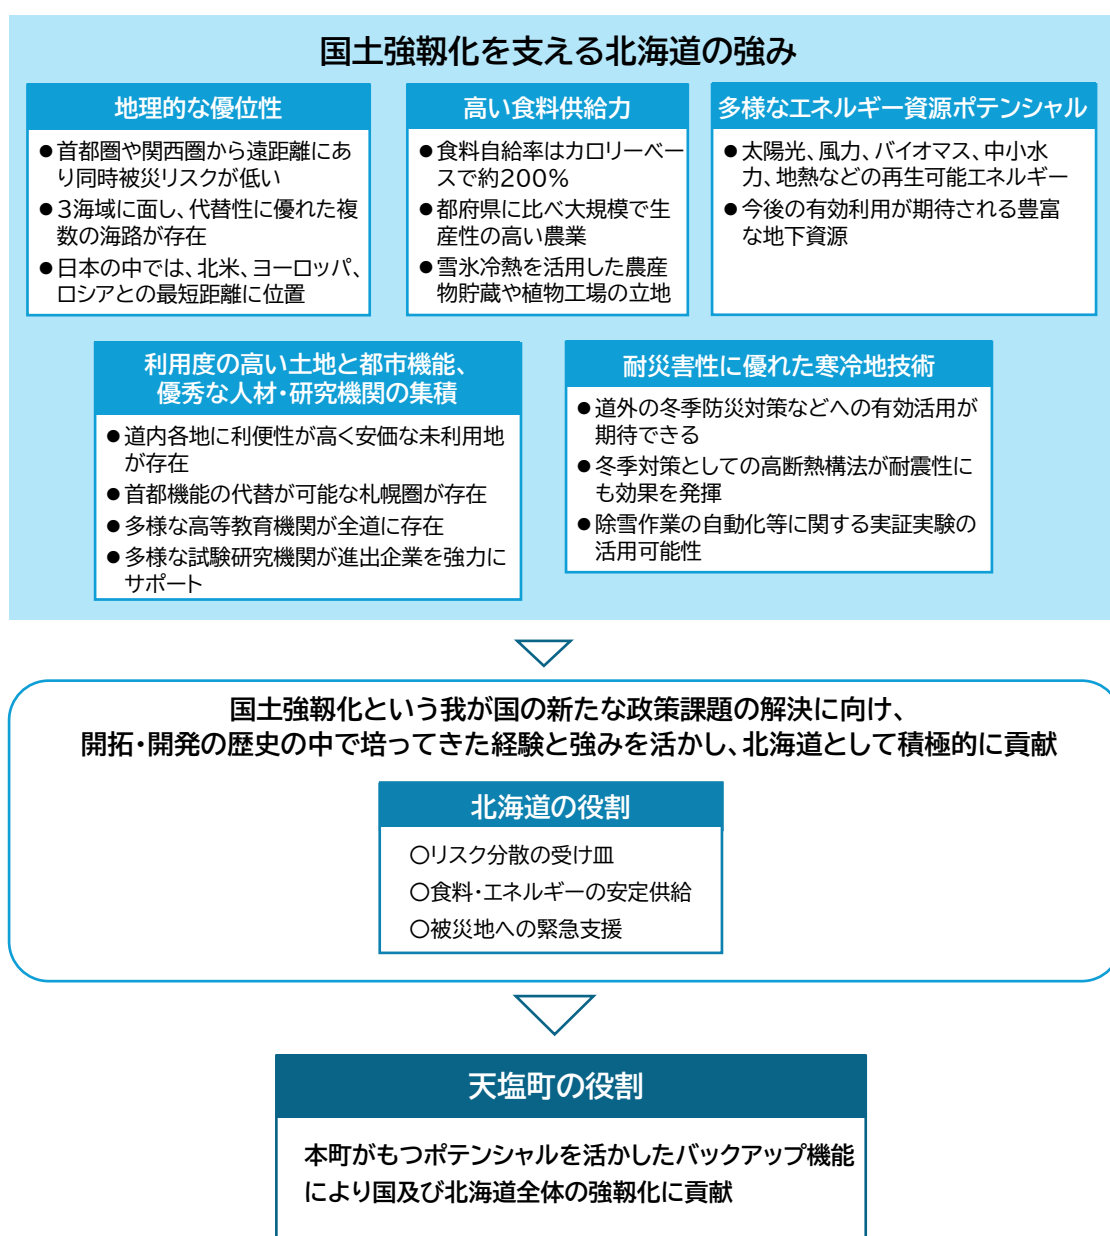 国土強靱化を支える北海道の強み
地理的な優位性
●首都圏や関西圏から遠距離にあ
り同時被災リスクが低い
●3海域に面し、代替性に優れた複
数の海路が存在
●日本の中では、北米、ヨーロッパ、
ロシアとの最短距離に位置
高い食料供給力
●食料自給率はカロリーベー
スで約200%
●都府県に比べ大規模で生
産性の高い農業
●雪氷冷熱を活用した農産
物貯蔵や植物工場の立地
多様なエネルギー資源ポテンシャル
●太陽光、風力、バイオマス、中小水
力、地熱などの再生可能エネルギー
●今後の有効利用が期待される豊富
な地下資源
利用度の高い土地と都市機能、
優秀な人材・研究機関の集積
●道内各地に利便性が高く安価な未利用地
が存在
●首都機能の代替が可能な札幌圏が存在
●多様な高等教育機関が全道に存在
●多様な試験研究機関が進出企業を強力に
サポート
耐災害性に優れた寒冷地技術
●道外の冬季防災対策などへの有効活用が
期待できる
●冬季対策としての高断熱構法が耐震性に
も効果を発揮
●除雪作業の自動化等に関する実証実験の
活用可能性
国土強靱化という我が国の新たな政策課題の解決に向け、
開拓・開発の歴史の中で培ってきた経験と強みを活かし、北海道として積極的に貢献
北海道の役割
○リスク分散の受け皿
○食料・エネルギーの安定供給
○被災地への緊急支援
天塩町の役割
本町がもつポテンシャルを活かしたバックアップ機能
により国及び北海道全体の強靱化に貢献